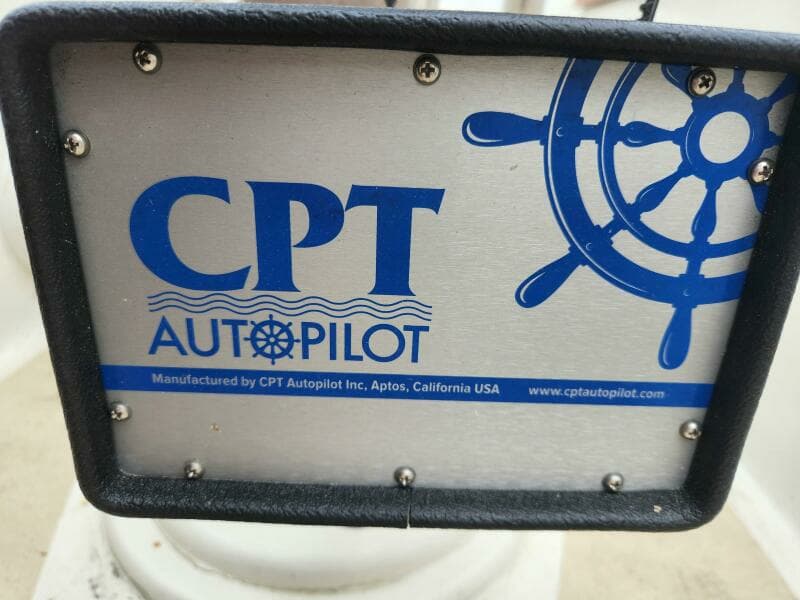 CPT
AUTOPILOT
Manufactured by CPT Autopilot Inc, Aptos, California USA www.cptautopilot.com